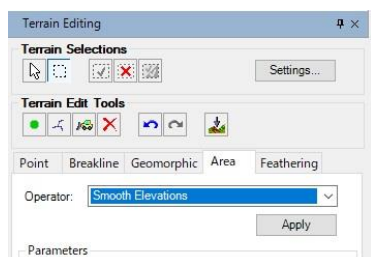 Terrain Editing
Terrain Selections
Settings...
Terrain Edit Tools
Point Breakline Geomorphic Area Feathering
Operator: Smooth Elevations
Apply
Parameters